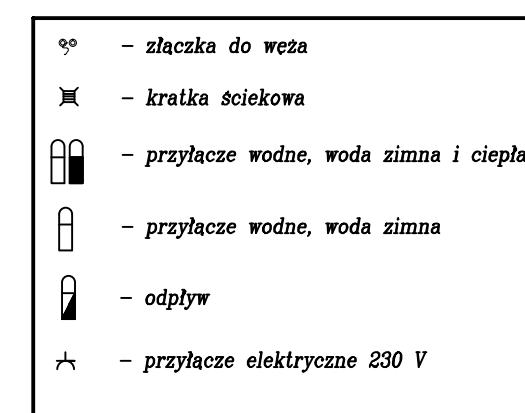 – złączka do węża
– kratka ściekowa
– przyłącze wodne, woda zimna i ciepła
– przyłącze wodne, woda zimna
– odpływ
– przyłącze elektryczne 230 V